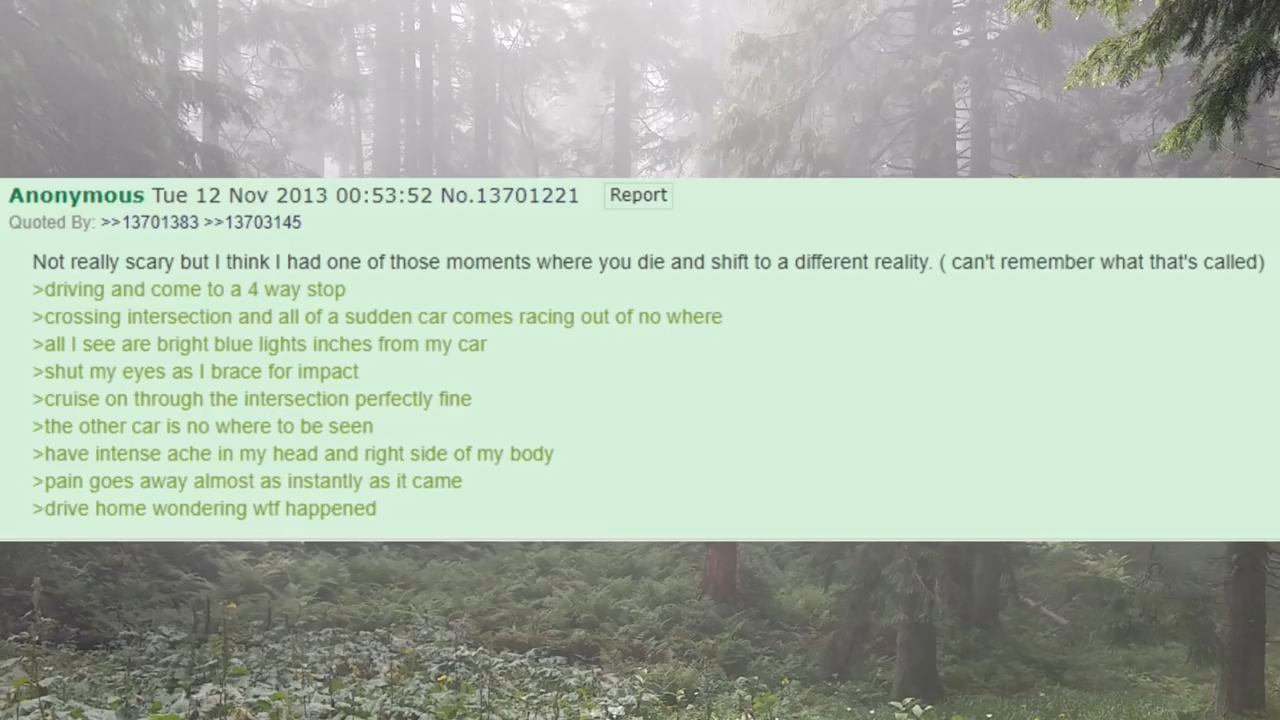 Anonymous Tue 12 Nov 2013 00:53:52 No.13701221 Report
Quoted By: >>13701383 >>13703145
Not really scary but I think I had one of those moments where you die and shift to a different reality. ( can't remember what that's called)
>driving and come to a 4 way stop
>crossing intersection and all of a sudden car comes racing out of no where
>all I see are bright blue lights inches from my car
>shut my eyes as I brace for impact
>cruise on through the intersection perfectly fine
>the other car is no where to be seen
>have intense ache in my head and right side of my body
>pain goes away almost as instantly as it came
>drive home wondering wtf happened